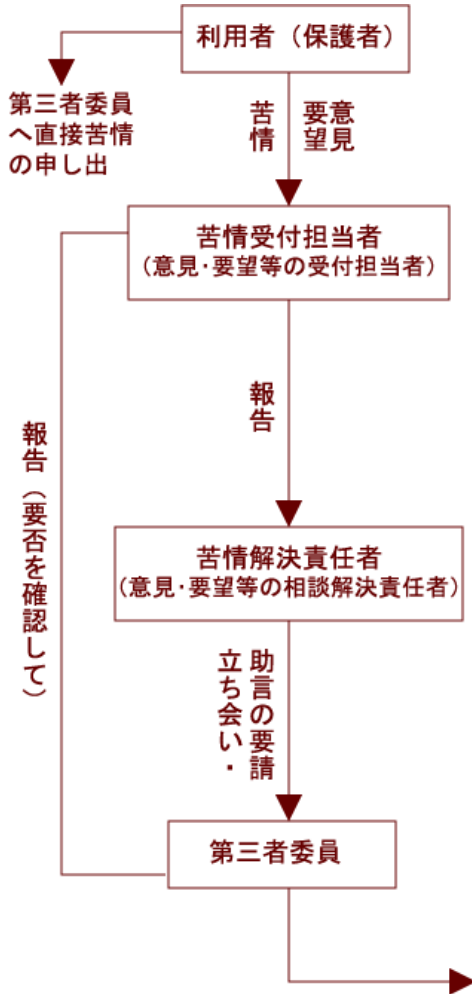 利用者（保護者）
第三者委員
へ直接苦情
の申し出
苦情
意見
要望
苦情受付担当者
（意見･要望等の受付担当者）
報告
報告（要否を確認して）
苦情解決責任者
（意見･要望等の相談解決責任者）
助言の要請
立ち会い・
第三者委員